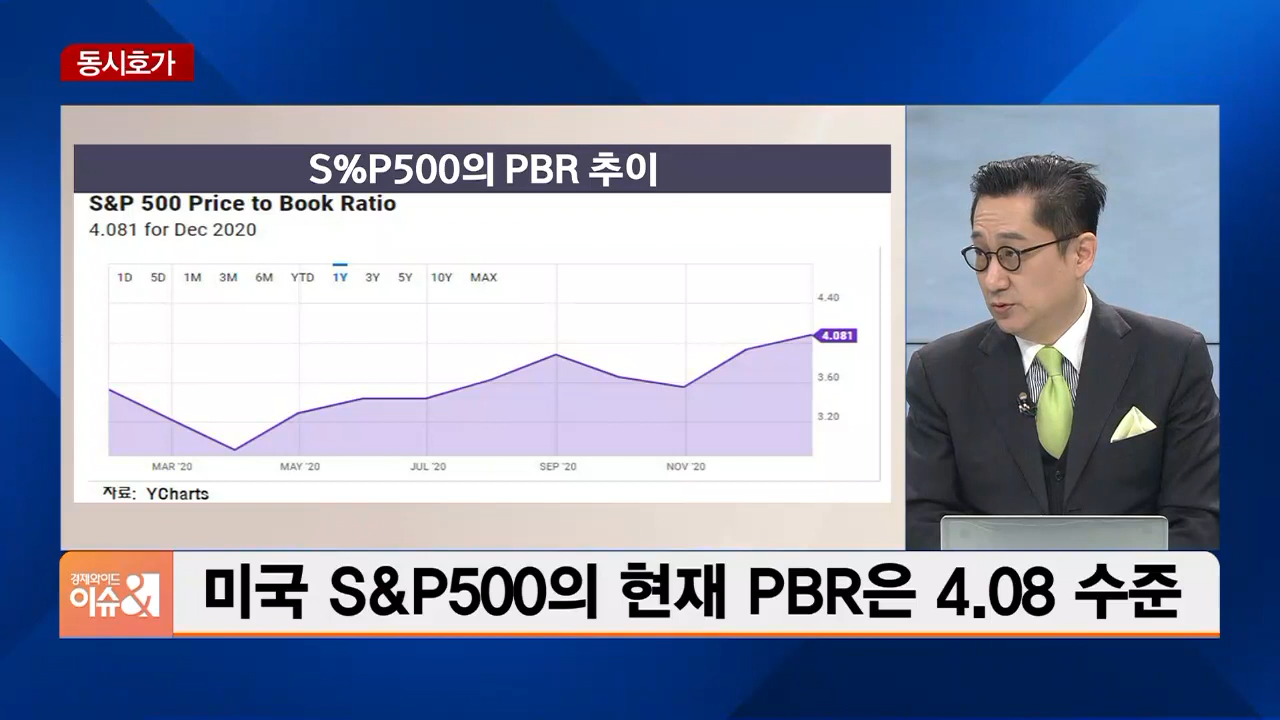 동시호가
S%P500의 PBR 추이
S&P 500 Price to Book Ratio
4.081 for Dec 2020
1D 5D 1M 3M 6M YTD 1Y 3Y 5Y 10Y MAX
4.40
4.081
3.60
3.20
MAR '20 MAY '20 JUL '20 SEP '20 NOV '20
자료: YCharts
경제와이드
이슈&
미국 S&P500의 현재 PBR은 4.08 수준